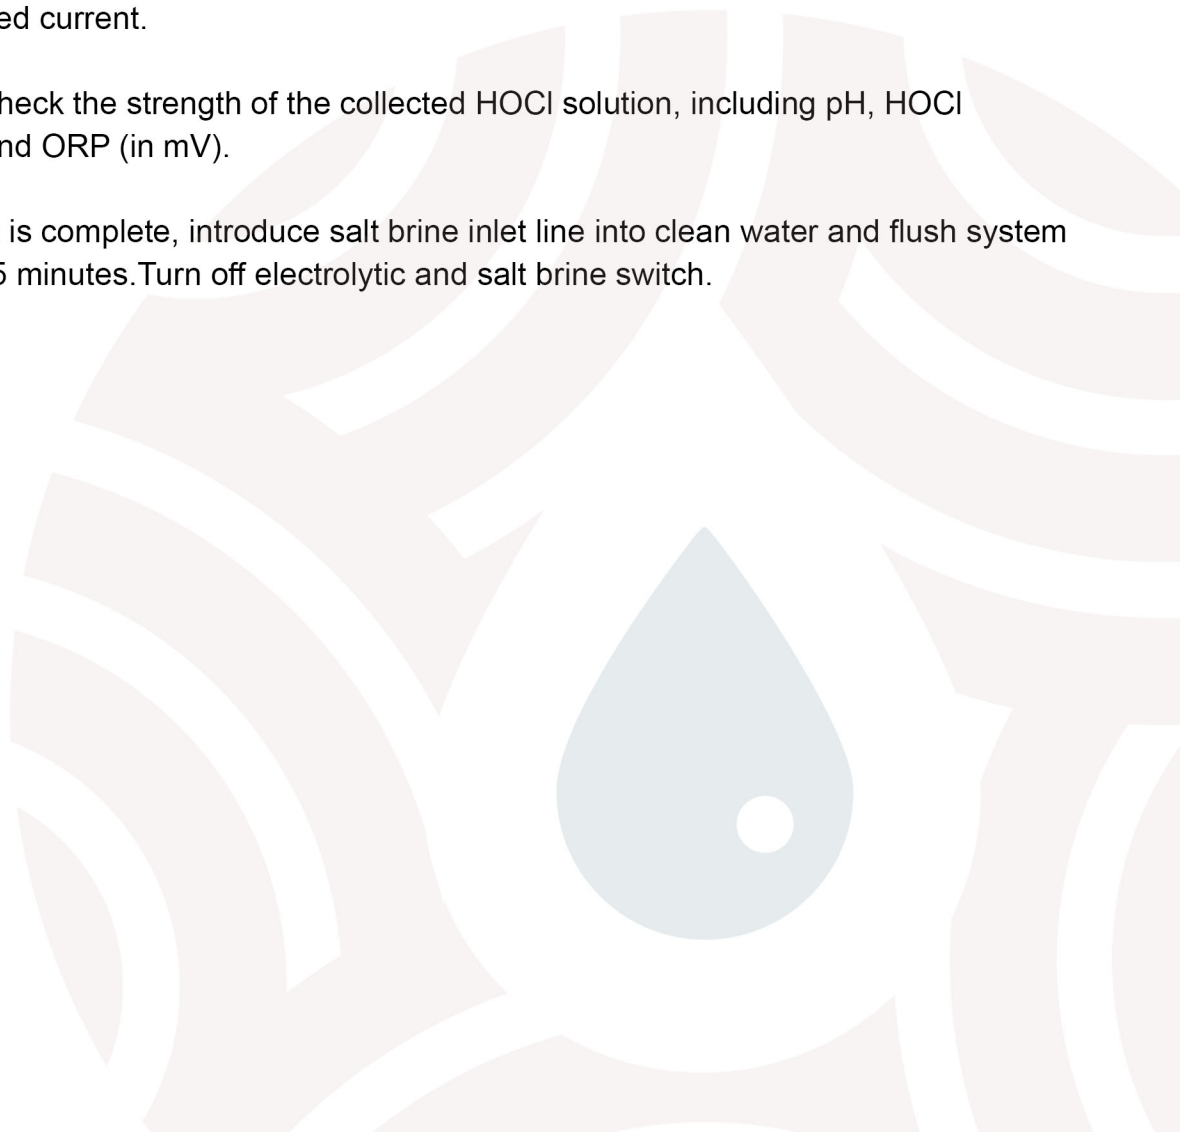 ed current.
heck the strength of the collected HOCl solution, including pH, HOCl
nd ORP (in mV).
is complete, introduce salt brine inlet line into clean water and flush system
5 minutes.Turn off electrolytic and salt brine switch.